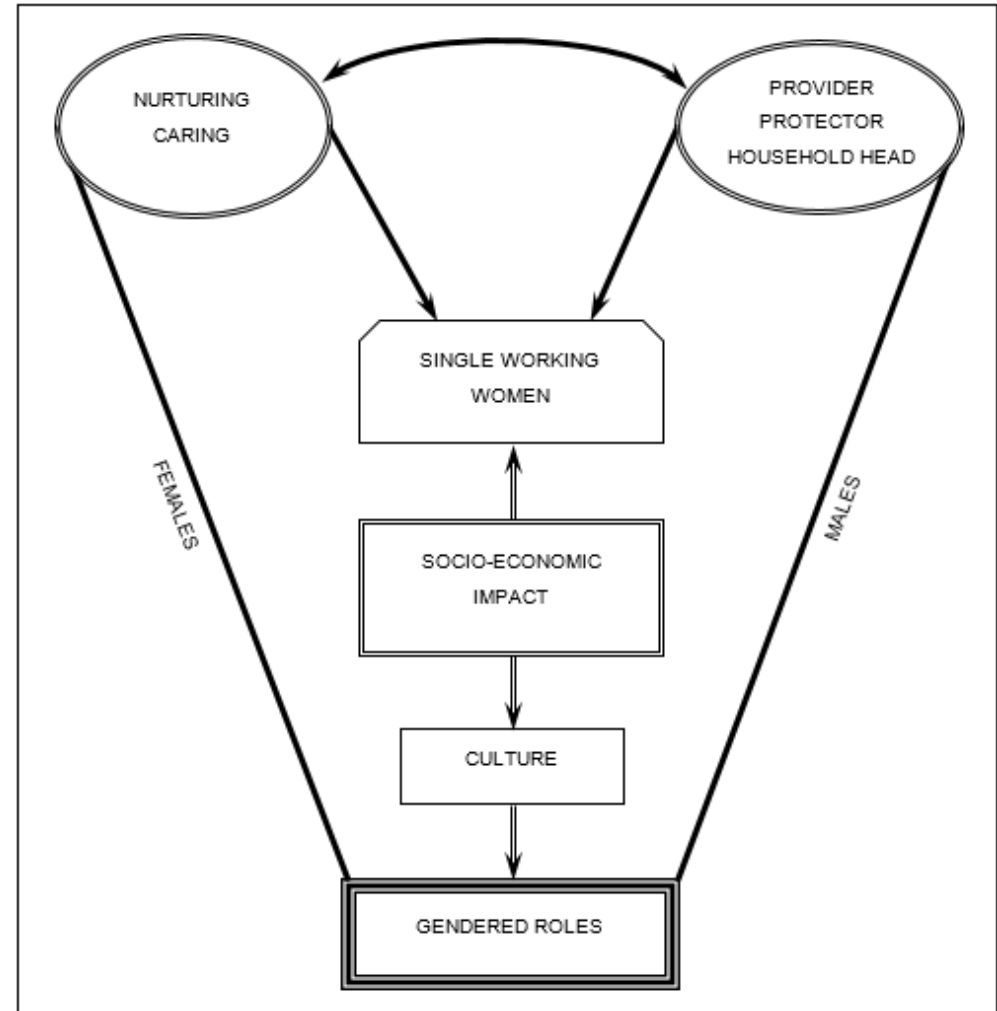 NURTURING
CARING
PROVIDER
PROTECTOR
HOUSEHOLD HEAD
SINGLE WORKING
WOMEN
FEMALES
MALES
SOCIO-ECONOMIC
IMPACT
CULTURE
GENDERED ROLES